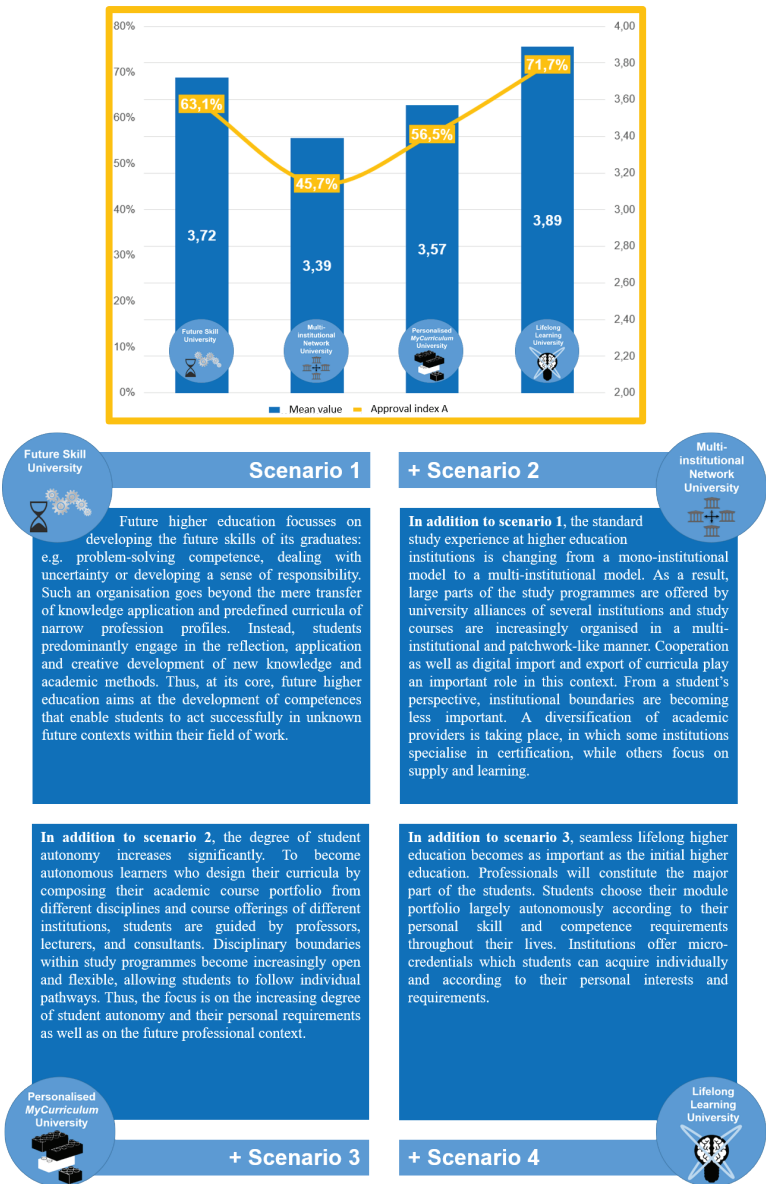 80%
70%
60%
50%
40%
30%
20%
10%
0%
4,00
3,80
3,60
3,40
3,20
3,00
2,80
2,60
2,40
2,20
2,00
63,1%
45,7%
56,5%
71,7%
3,72
3,39
3,57
3,89
Future Skill
University
Multi-
institutional
Network
University
Personalised
MyCurriculum
University
Lifelong
Learning
University
Mean value
Approval index A
Future Skill
University
Scenario 1
Future higher education focusses on
developing the future skills of its graduates:
e.g. problem-solving competence, dealing with
uncertainty or developing a sense of responsibility.
Such an organisation goes beyond the mere transfer
of knowledge application and predefined curricula of
narrow profession profiles. Instead, students
predominantly engage in the reflection, application
and creative development of new knowledge and
academic methods. Thus, at its core, future higher
education aims at the development of competences
that enable students to act successfully in unknown
future contexts within their field of work.
+ Scenario 2
Multi-
institutional
Network
University
In addition to scenario 1, the standard
study experience at higher education
institutions is changing from a mono-institutional
model to a multi-institutional model. As a result,
large parts of the study programmes are offered by
university alliances of several institutions and study
courses are increasingly organised in a multi-
institutional and patchwork-like manner. Cooperation
as well as digital import and export of curricula play
an important role in this context. From a student's
perspective, institutional boundaries are becoming
less important. A diversification of academic
providers is taking place, in which some institutions
specialise in certification, while others focus on
supply and learning.
In addition to scenario 2, the degree of student
autonomy increases significantly. To become
autonomous learners who design their curricula by
composing their academic course portfolio from
different disciplines and course offerings of different
institutions, students are guided by professors,
lecturers, and consultants. Disciplinary boundaries
within study programmes become increasingly open
and flexible, allowing students to follow individual
pathways. Thus, the focus is on the increasing degree
of student autonomy and their personal requirements
as well as on the future professional context.
Personalised
MyCurriculum
University
+ Scenario 3
In addition to scenario 3, seamless lifelong higher
education becomes as important as the initial higher
education. Professionals will constitute the major
part of the students. Students choose their module
portfolio largely autonomously according to their
personal skill and competence requirements
throughout their lives. Institutions offer micro-
credentials which students can acquire individually
and according to their personal interests and
requirements.
+ Scenario 4
Lifelong
Learning
University